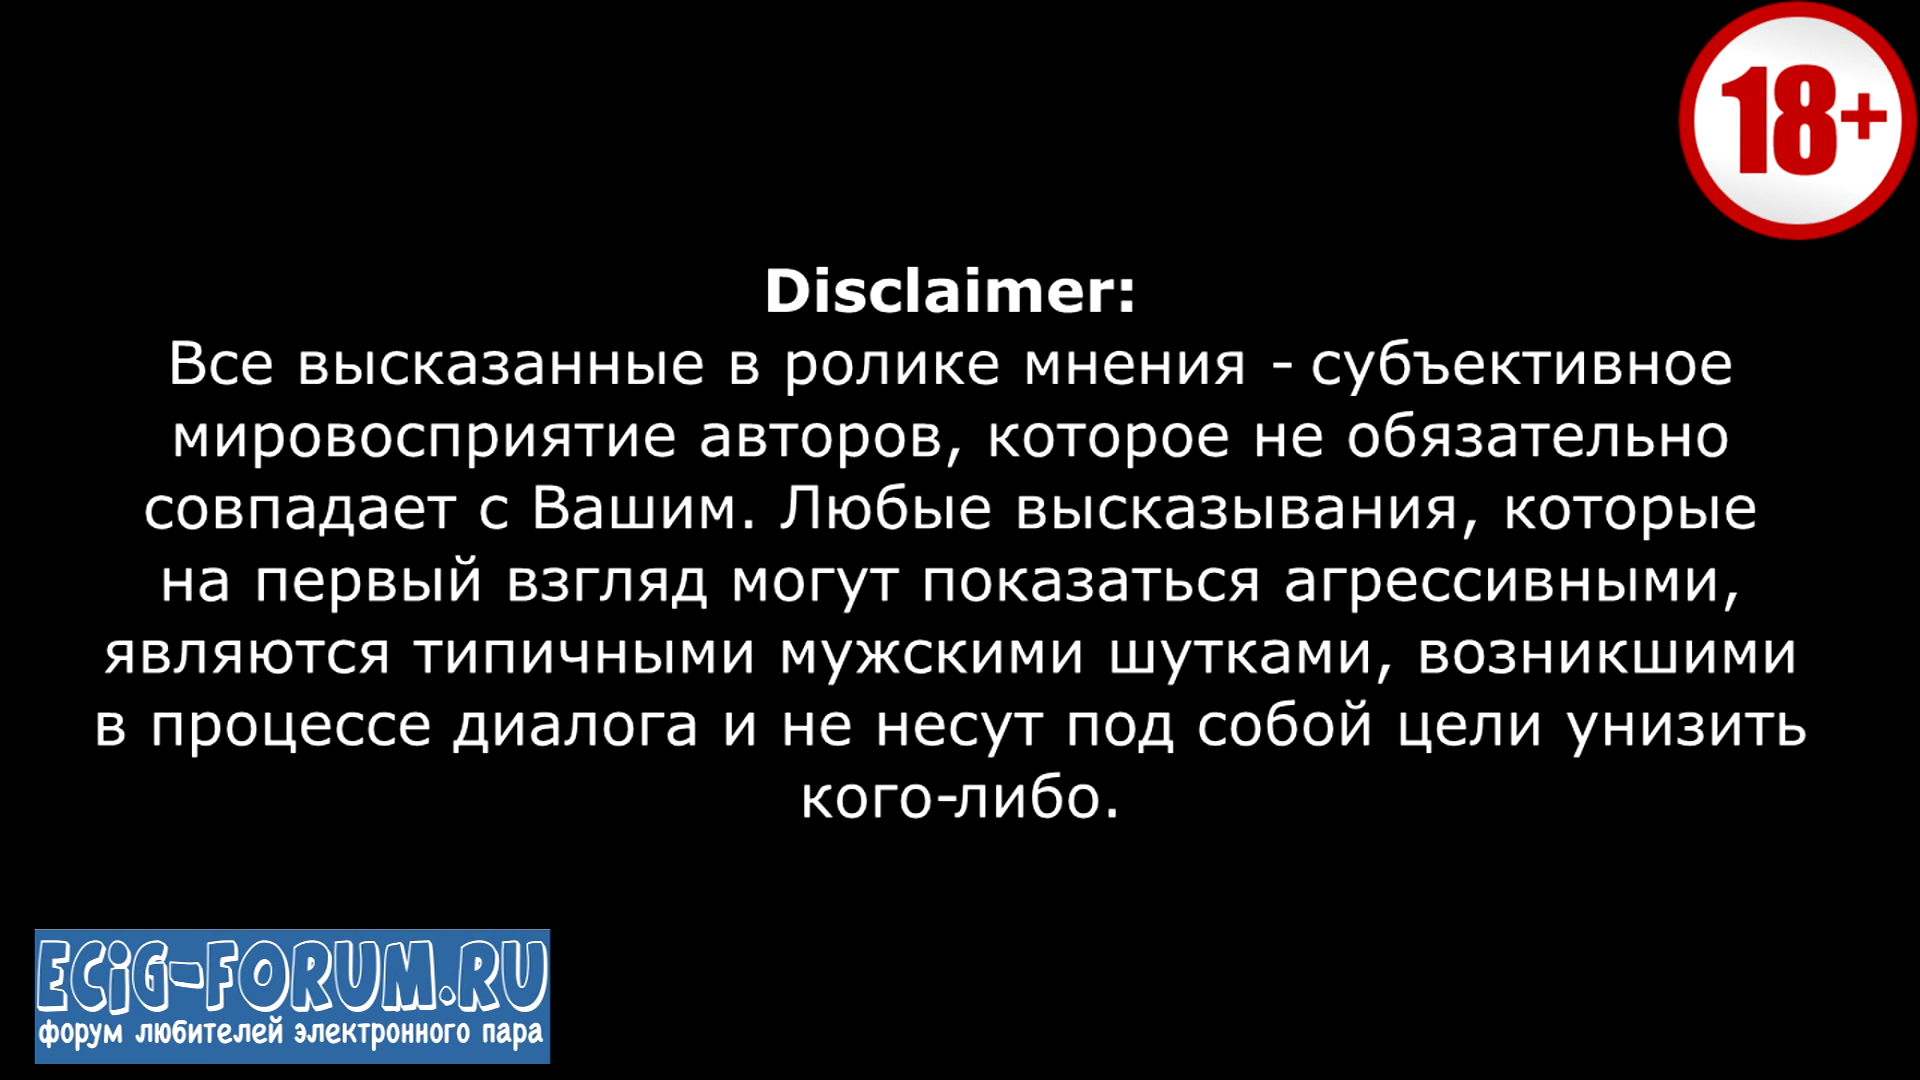 18+
Disclaimer:
Все высказанные в ролике мнения - субъективное
мировосприятие авторов, которое не обязательно
совпадает с Вашим. Любые высказывания, которые
на первый взгляд могут показаться агрессивными,
являются типичными мужскими шутками, возникшими
в процессе диалога и не несут под собой цели унизить
кого-либо.
ECiG-FORUM.RU
форум любителей электронного пара